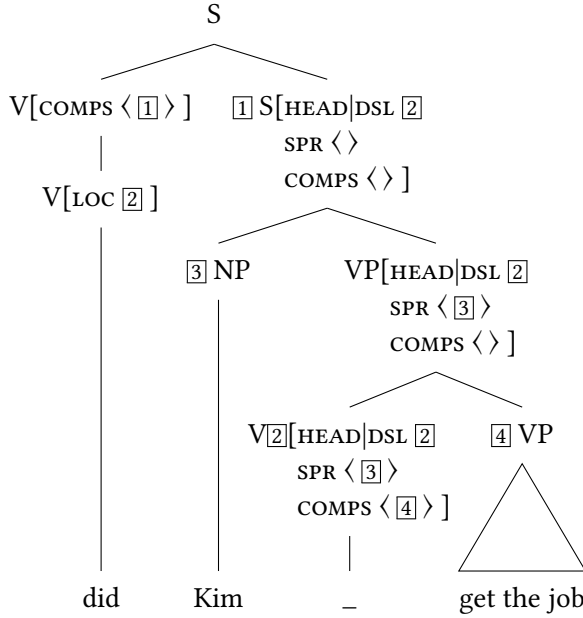 S
V[COMPS ⟨ 1 ⟩ ] 1 S[HEAD|DSL 2
SPR ⟨⟩
COMPS ⟨⟩ ]
V[LOC 2 ]
3 NP VP[HEAD|DSL 2
SPR ⟨ 3 ⟩
COMPS ⟨⟩ ]
V2[HEAD|DSL 2 4 VP
SPR ⟨ 3 ⟩
COMPS ⟨ 4 ⟩ ]
did Kim _ get the job